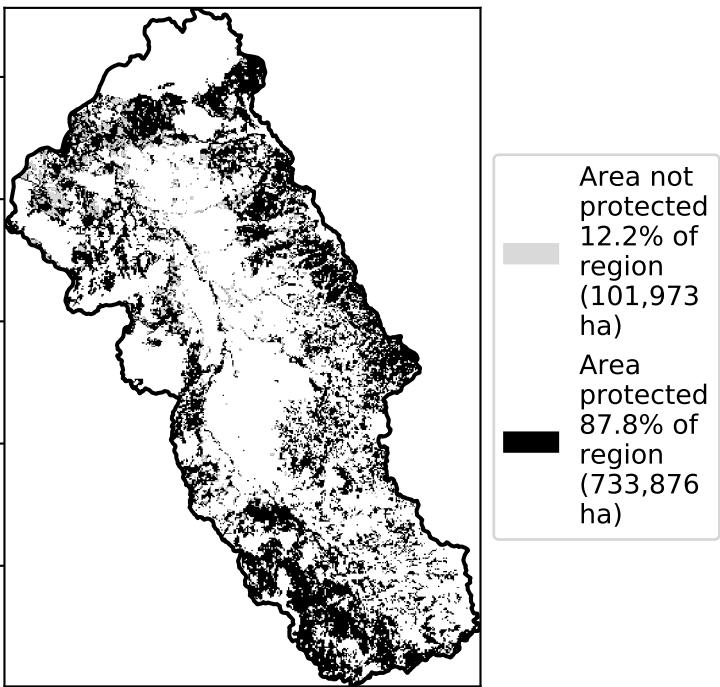 Area not
protected
12.2% of
region
(101,973
ha)
Area
protected
87.8% of
region
(733,876
ha)